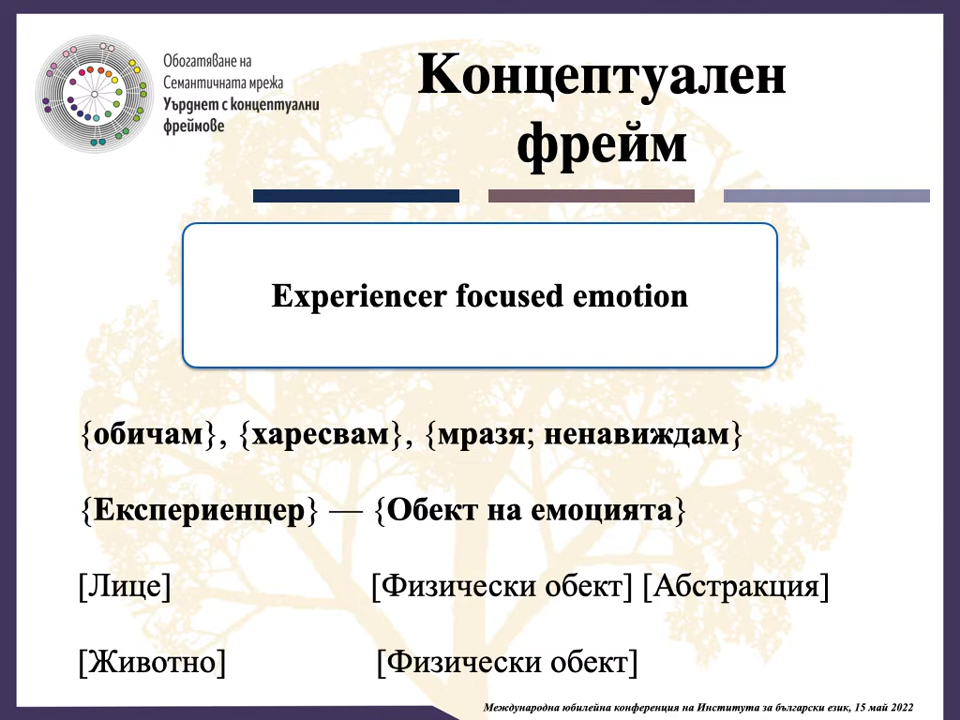 Обогатяване на
Семантичната мрежа
Уърднет с концептуални
фреймове
Концептуален
фрейм
Experiencer focused emotion
{обичам}, {харесвам}, {мразя; ненавиждам}
{Експериенцер} — {Обект на емоцията}
[Лице] [Физически обект] [Абстракция]
[Животно] [Физически обект]
Международна юбилейна конференция на Института за български език, 15 май 2022